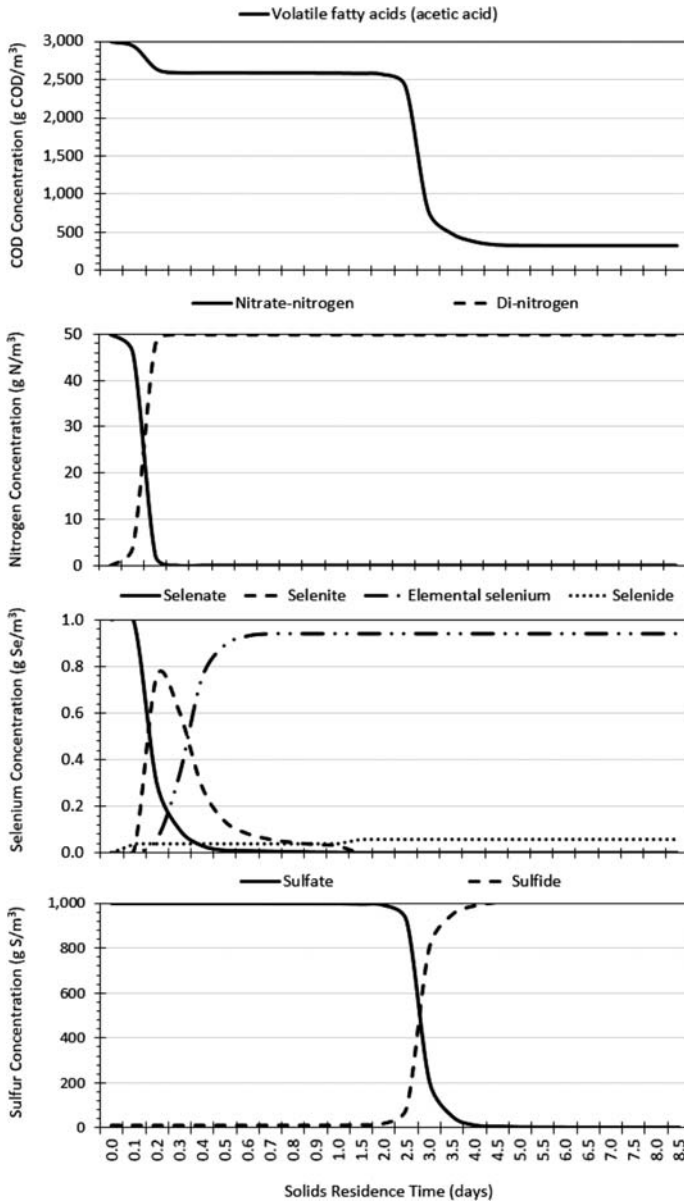 Volatile fatty acids (acetic acid)
COD Concentration (g COD/m³)
3,000
2,500
2,000
1,500
1,000
500
0
Nitrate-nitrogen Di-nitrogen
Nitrogen Concentration (g N/m³)
50
40
30
20
10
0
Selenate Selenite Elemental selenium Selenide
Selenium Concentration (g Se/m³)
1.0
0.8
0.6
0.4
0.2
0.0
Sulfate Sulfide
Sulfur Concentration (g S/m³)
1,000
800
600
400
200
0
0.0 0.1 0.2 0.3 0.4 0.5 0.6 0.7 0.8 0.9 1.0 1.5 2.0 2.5 3.0 3.5 4.0 4.5 5.0 5.5 6.0 6.5 7.0 7.5 8.0 8.5
Solids Residence Time (days)